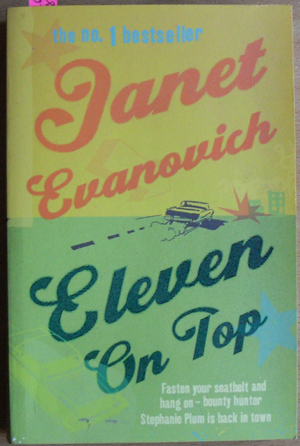 the no. 1 bestseller
Janet
Evanovich
Eleven
On Top
Fasten your seatbelt and
hang on - bounty hunter
Stephanie Plum is back in town